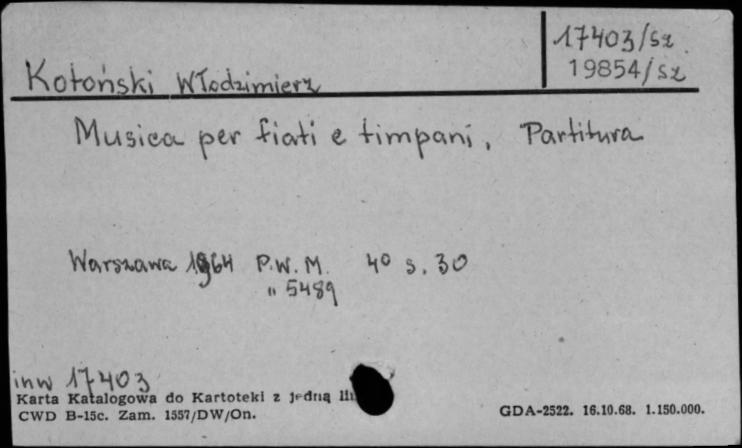 17403/sz.
19854/sz
Kotoński Włodzimierz
Musica per fiati e timpani, Partitura
Warszawa 1964 P.W.M. 4° s. 30
" 5489
inw 17403
Karta Katalogowa do Kartoteki z jedną
CWD B-15c. Zam. 1557/DW/On.
GDA-2522. 16.10.68. 1.150.000.